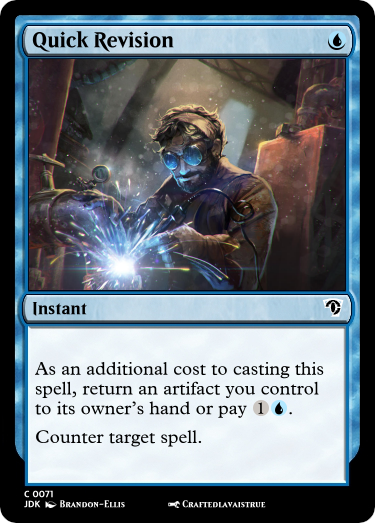 Quick Revision
Instant
As an additional cost to casting this
spell, return an artifact you control
to its owner's hand or pay 1.
Counter target spell.
C 0071
JDK Brandon-Ellis Craftedlavaistrue